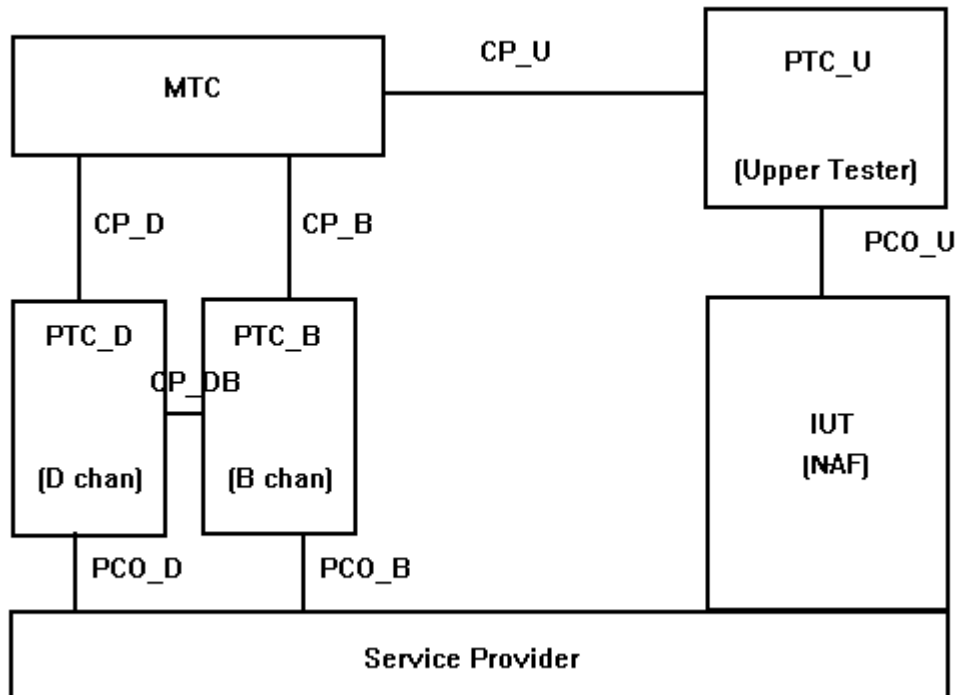 CP_U
PTC_U
MTC
(Upper Tester)
CP_D
CP_B
PCO_U
PTC_D
PTC_B
CP_DB
IUT
(NAF)
(D chan)
(B chan)
PCO_D
PCO_B
Service Provider